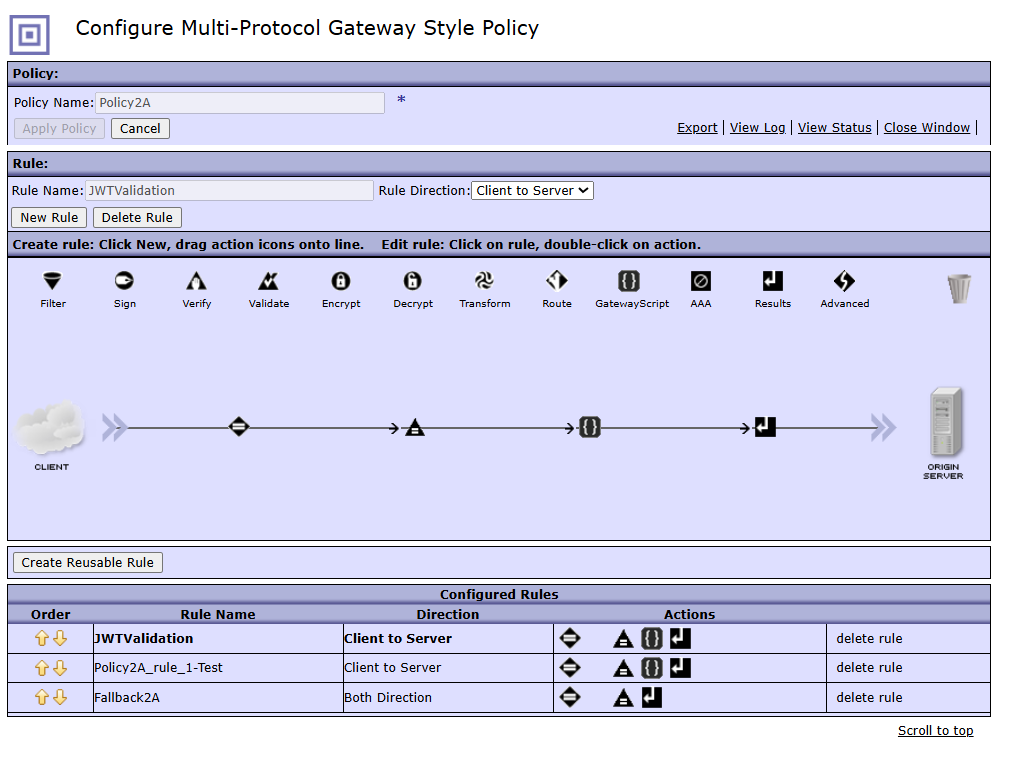 Configure Multi-Protocol Gateway Style Policy
Policy:
Policy Name: Policy2A *
Apply Policy Cancel Export | View Log | View Status | Close Window |
Rule:
Rule Name: JWTValidation Rule Direction: Client to Server
New Rule Delete Rule
Create rule: Click New, drag action icons onto line. Edit rule: Click on rule, double-click on action.
Filter Sign Verify Validate Encrypt Decrypt Transform Route GatewayScript AAA Results Advanced
CLIENT
ORIGIN
SERVER
Create Reusable Rule
Configured Rules
Order Rule Name Direction Actions
JWTValidation Client to Server delete rule
Policy2A_rule_1-Test Client to Server delete rule
Fallback2A Both Direction delete rule
Scroll to top